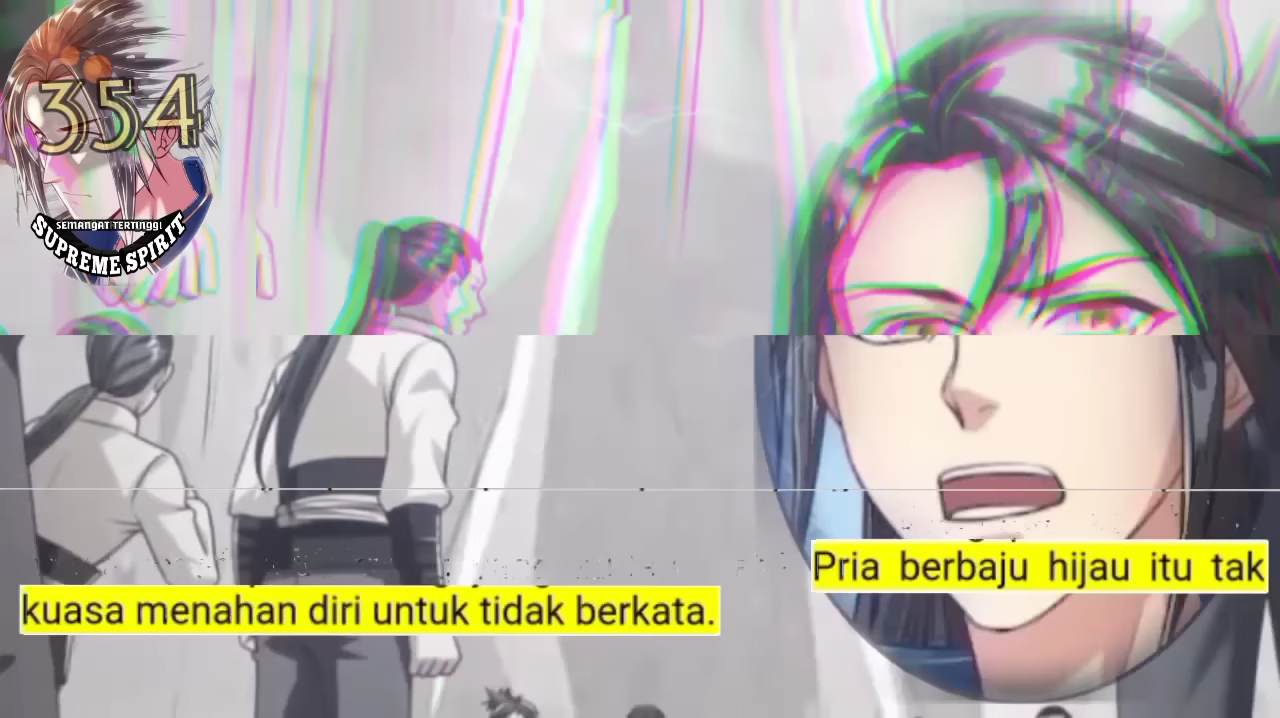 354
SEMANGAT TERTINGGI
SUPREME SPIRIT
Pria berbaju hijau itu tak
kuasa menahan diri untuk tidak berkata.